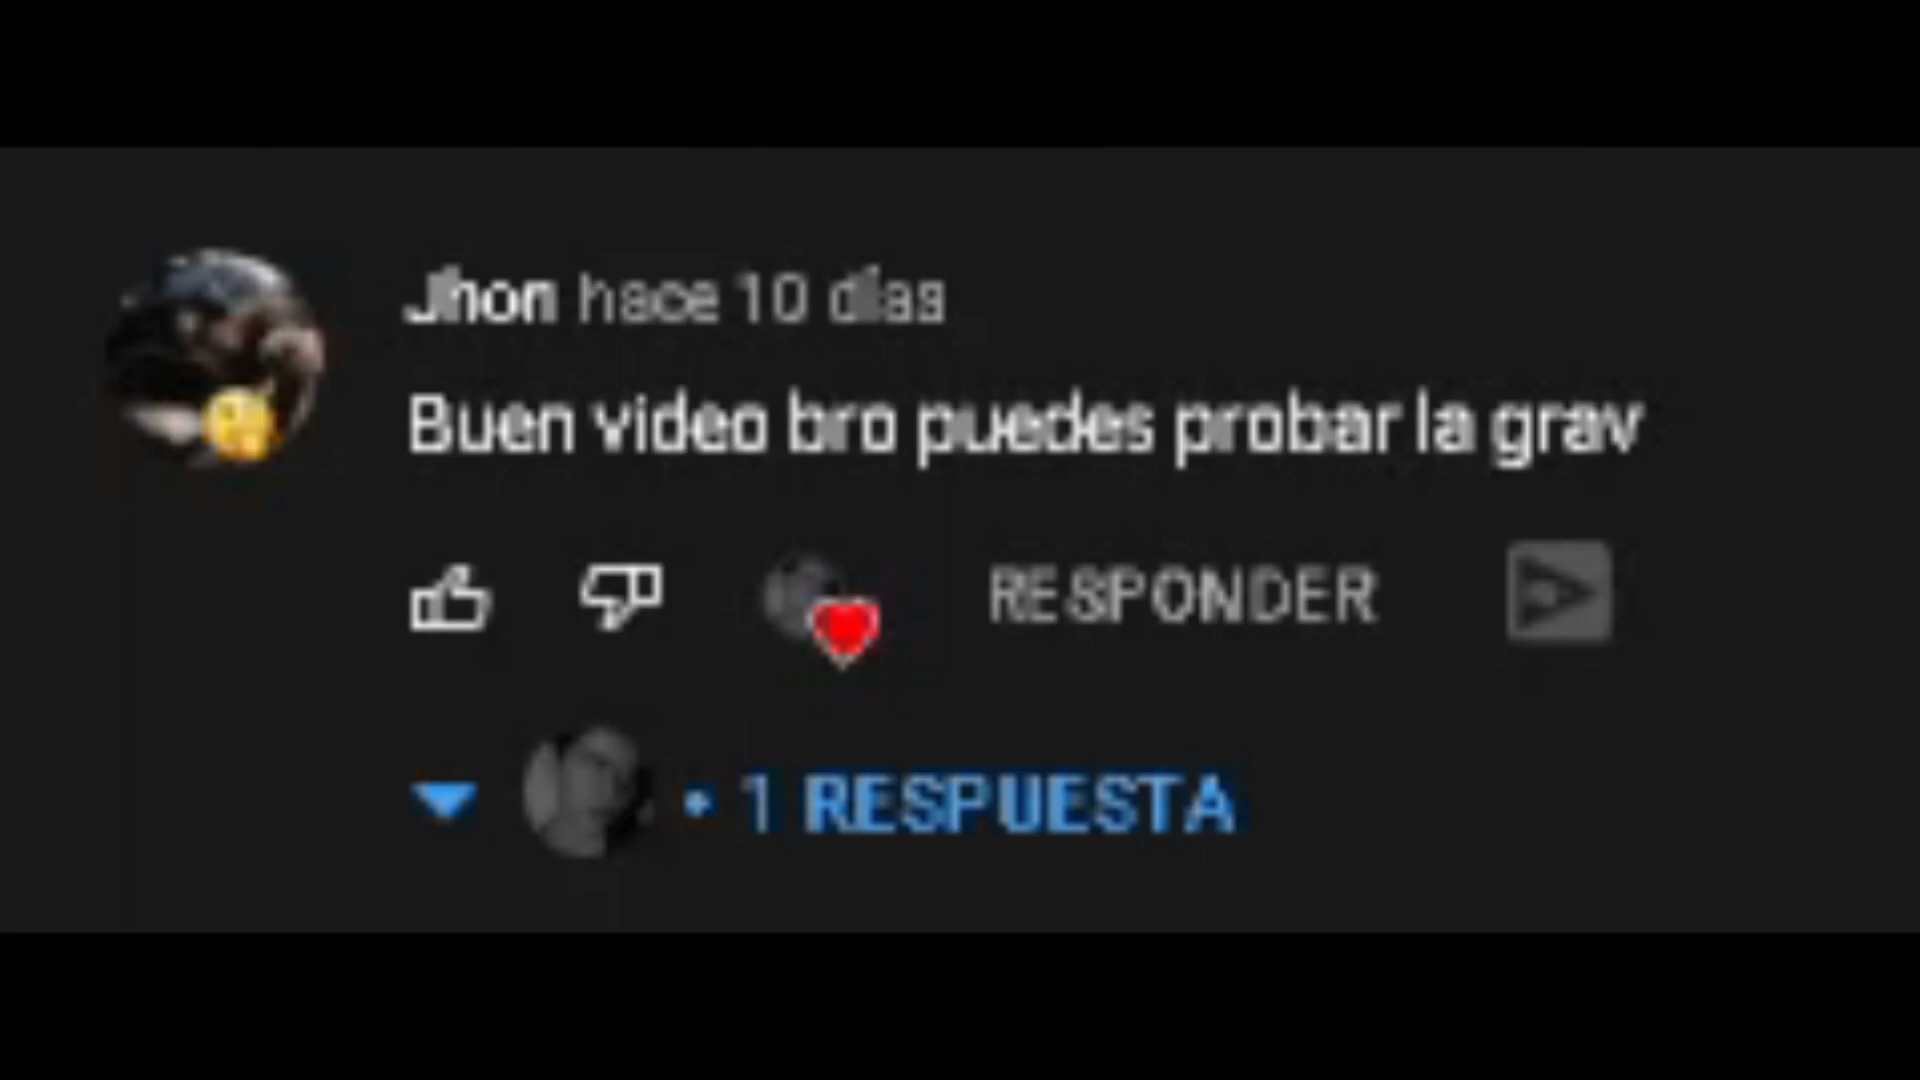 Jhon hace 10 días
Buen video bro puedes probar la grav
RESPONDER
• 1 RESPUESTA